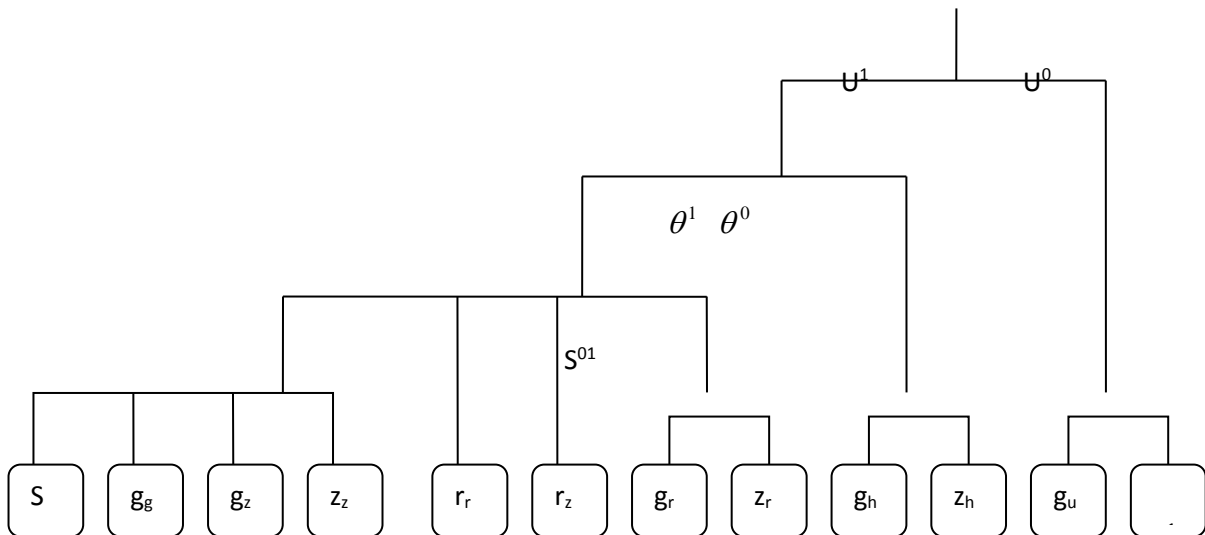 U¹ U⁰
θ¹ θ⁰
S⁰¹
S g_g g_z z_z r_r r_z g_r z_r g_h z_h g_u